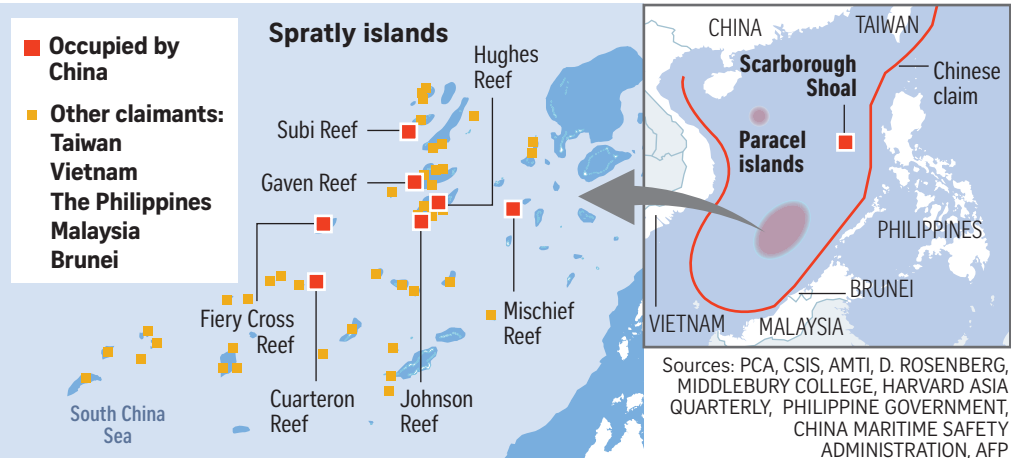 Occupied by
China
Other claimants:
Taiwan
Vietnam
The Philippines
Malaysia
Brunei
Spratly islands
Hughes
Reef
Subi Reef
Gaven Reef
Fiery Cross
Reef
Cuarteron
Reef
Johnson
Reef
Mischief
Reef
South China
Sea
CHINA
TAIWAN
Scarborough
Shoal
Chinese
claim
Paracel
islands
PHILIPPINES
BRUNEI
VIETNAM
MALAYSIA
Sources: PCA, CSIS, AMTI, D. ROSENBERG,
MIDDLEBURY COLLEGE, HARVARD ASIA
QUARTERLY, PHILIPPINE GOVERNMENT,
CHINA MARITIME SAFETY
ADMINISTRATION, AFP